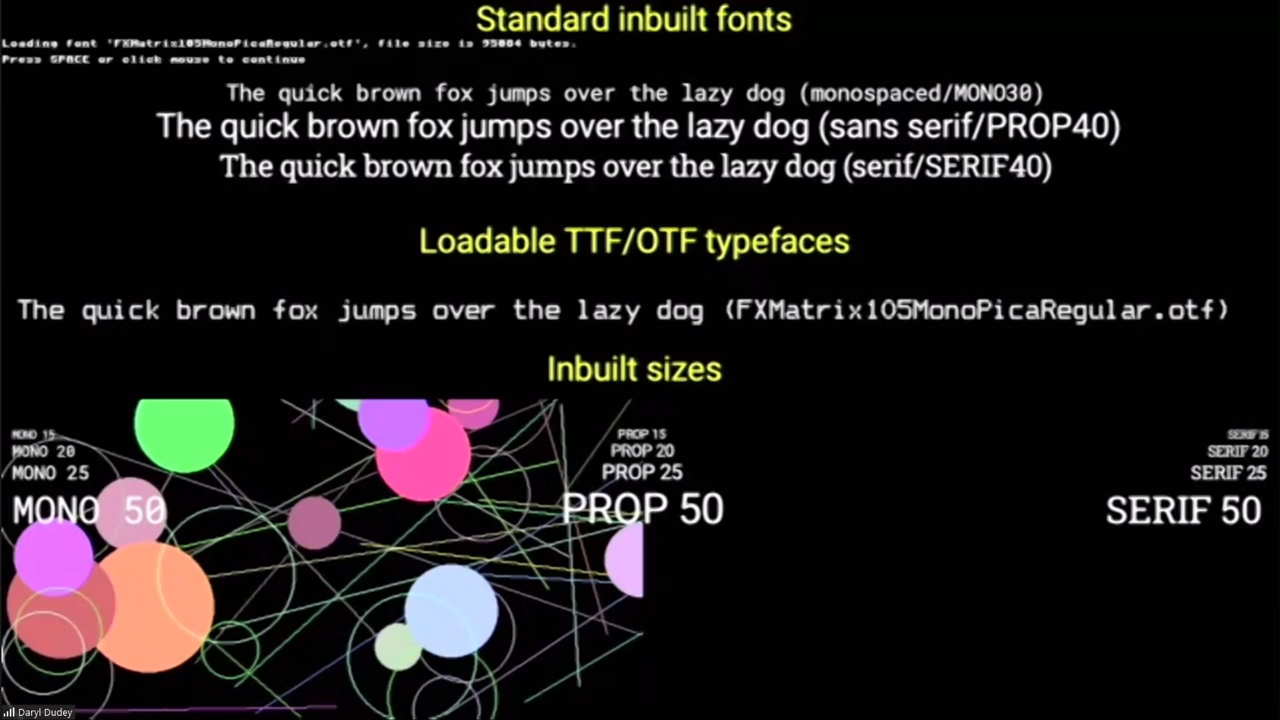 Standard inbuilt fonts
Loading font 'FXMatrix105MonoPicaRegular.otf', file size is 95084 bytes.
Press SPACE or click mouse to continue
The quick brown fox jumps over the lazy dog (monospaced/MONO30)
The quick brown fox jumps over the lazy dog (sans serif/PROP40)
The quick brown fox jumps over the lazy dog (serif/SERIF40)
Loadable TTF/OTF typefaces
The quick brown fox jumps over the lazy dog (FXMatrix105MonoPicaRegular.otf)
Inbuilt sizes
MONO 15 PROP 15 SERIF 15
MONO 20 PROP 20 SERIF 20
MONO 25 PROP 25 SERIF 25
MONO 50 PROP 50 SERIF 50
Daryl Dudey